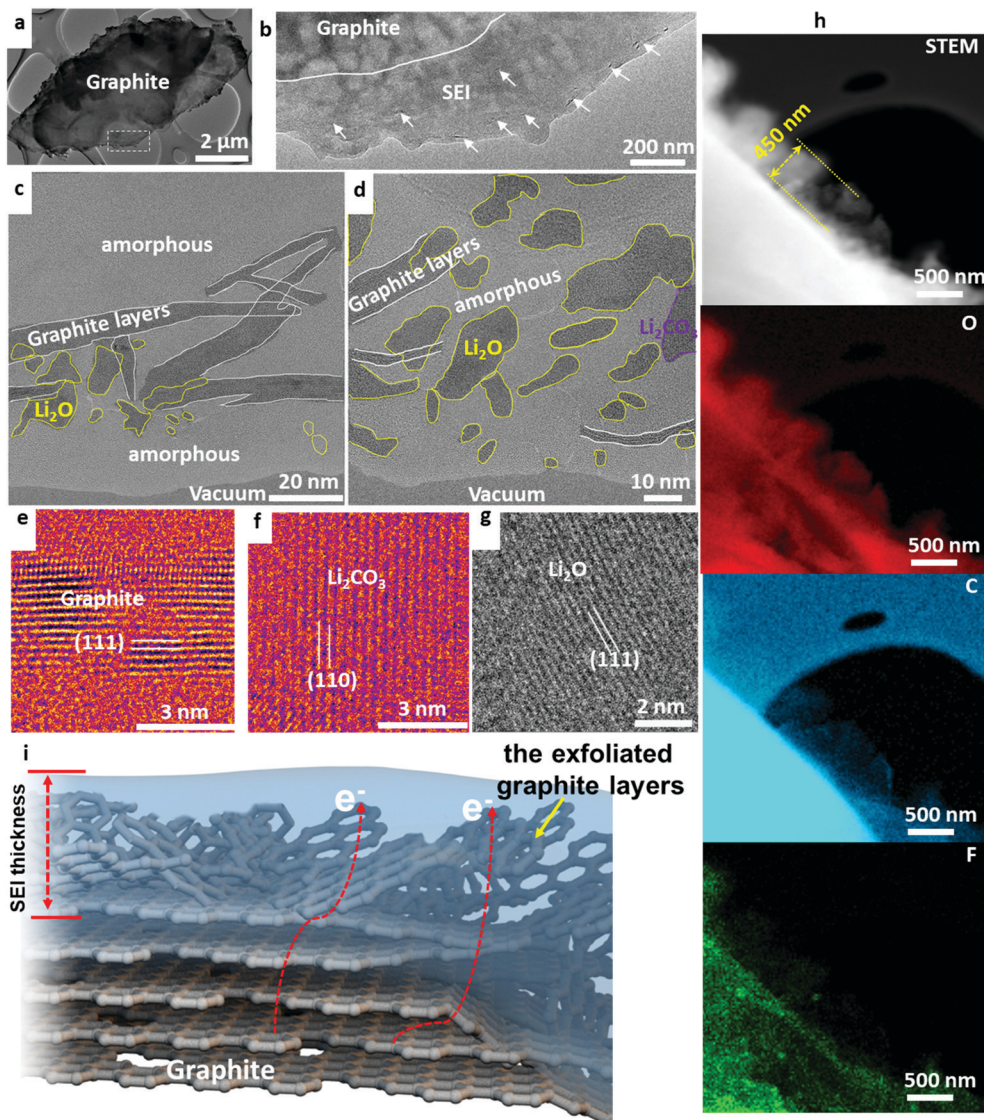 a
Graphite
2 μm
b
Graphite
SEI
200 nm
c
amorphous
Graphite layers
Li₂O
amorphous
Vacuum
20 nm
d
Graphite layers
amorphous
Li₂CO₃
Li₂O
Vacuum
10 nm
e
Graphite
(111)
3 nm
f
Li₂CO₃
(110)
3 nm
g
Li₂O
(111)
2 nm
h
STEM
450 nm
500 nm
O
500 nm
C
500 nm
F
500 nm
i
SEI thickness
e⁻
e⁻
the exfoliated
graphite layers
Graphite